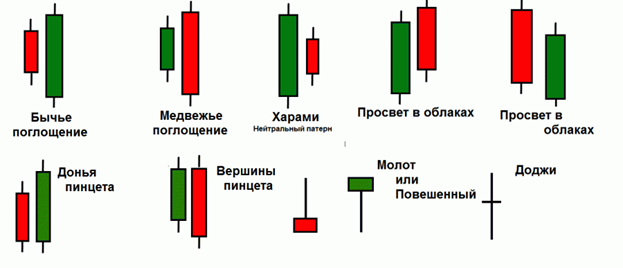 Бычье
поглощение
Медвежье
поглощение
Харами
Нейтральный патерн
Просвет в облаках
Просвет в
облаках
Донья
пинцета
Вершины
пинцета
Молот
или
Повешенный
Доджи